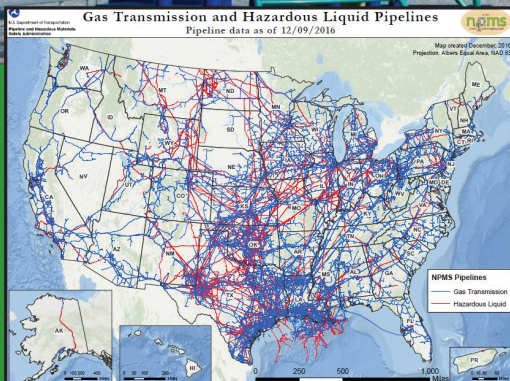 Gas Transmission and Hazardous Liquid Pipelines
Pipeline data as of 12/09/2016
U.S. Department of Transportation
Pipeline and Hazardous Materials
Safety Administration
npms
Map created December, 2016
Projection: Albers Equal Area, NAD 83
WA
MT
ND
MN
ME
OR
ID
SD
WI
MI
VT
NH
NY
MA
CT
RI
WY
NE
PA
NJ
NV
UT
CO
KS
MO
IL
IN
OH
WV
MD
DE
VA
CA
KY
AZ
NM
OK
AR
TN
NC
SC
TX
LA
MS
AL
GA
FL
NPMS Pipelines
Gas Transmission
Hazardous Liquid
AK
HI
PR
0 250 500 1,000
Miles